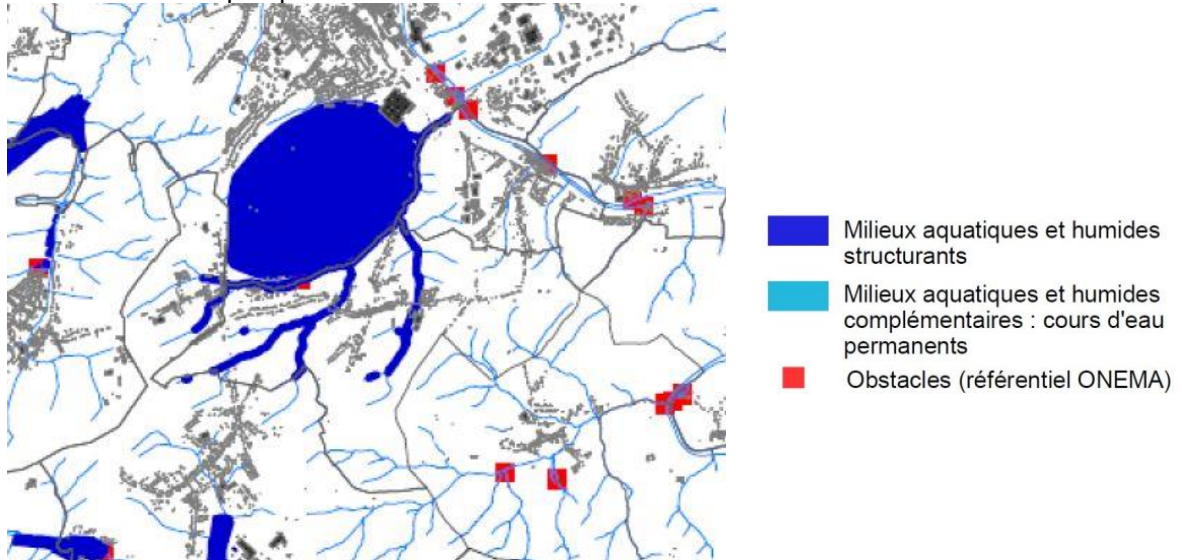 Milieux aquatiques et humides
structurants
Milieux aquatiques et humides
complémentaires : cours d'eau
permanents
Obstacles (référentiel ONEMA)